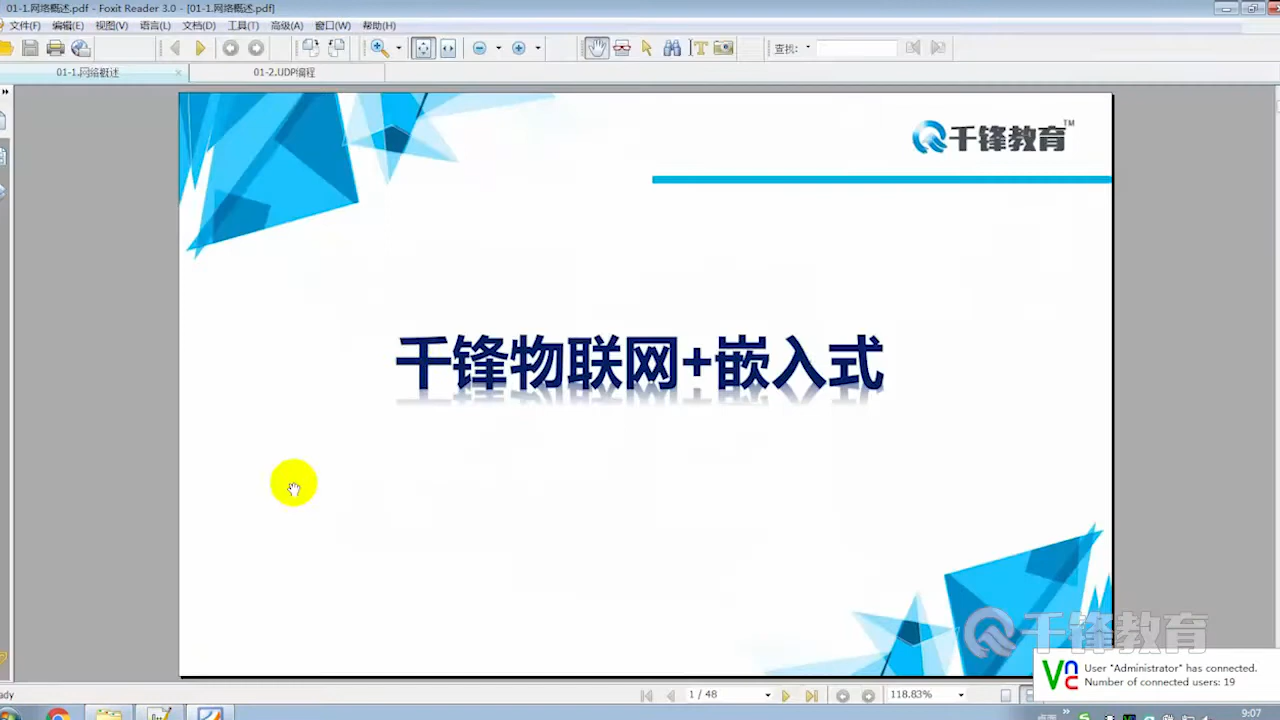 01-1.网络概述.pdf - Foxit Reader 3.0 - [01-1.网络概述.pdf]
文件(F) 编辑(E) 视图(V) 语言(L) 文档(D) 工具(T) 高级(A) 窗口(W) 帮助(H)
查找:
01-1.网络概述 01-2.UDP编程
千锋教育™
千锋物联网+嵌入式
千锋教育
User "Administrator" has connected.
Number of connected users: 19
1 / 48 118.83%
9:07